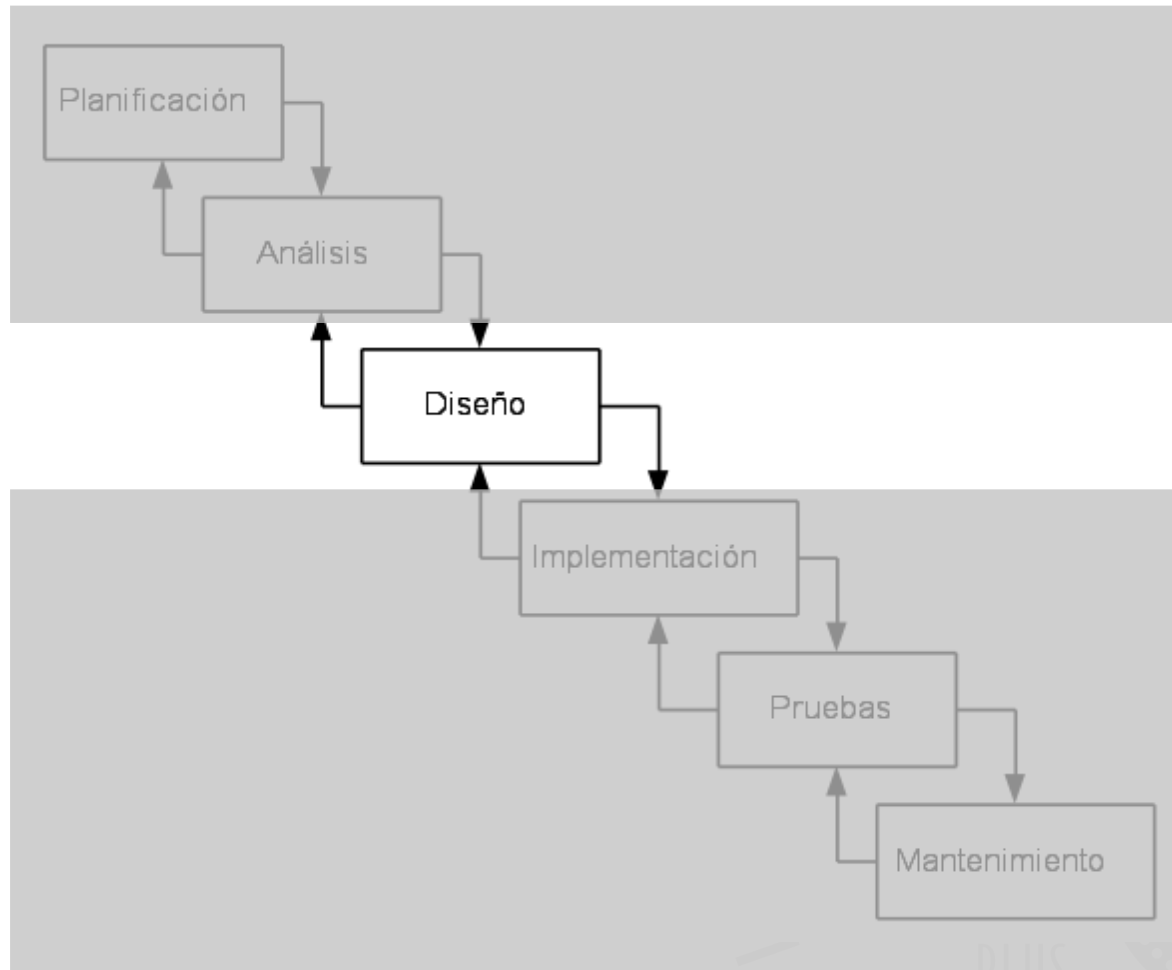 Planificación
Análisis
Diseño
Implementación
Pruebas
Mantenimiento